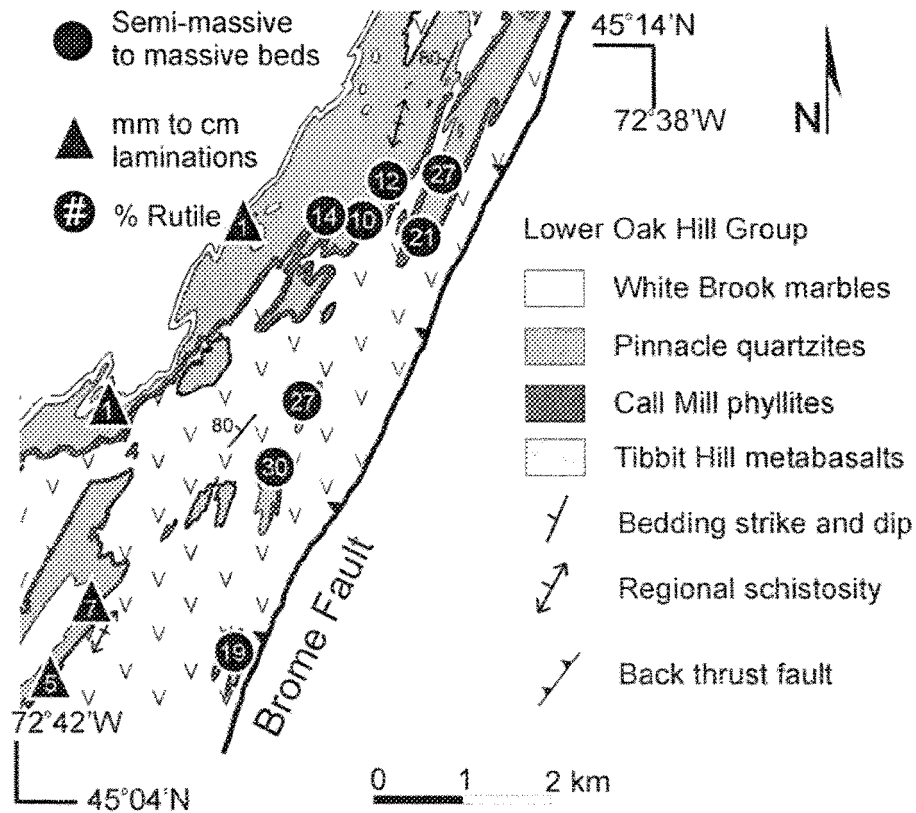 Semi-massive
to massive beds
mm to cm
laminations
# % Rutile
45°14'N
72°38'W
N
80
12
27
14
10
21
1
Lower Oak Hill Group
White Brook marbles
Pinnacle quartzites
Call Mill phyllites
Tibbit Hill metabasalts
Bedding strike and dip
Regional schistosity
Back thrust fault
27
1
80
30
7
19
5
Brome Fault
72°42'W
45°04'N
0 1 2 km